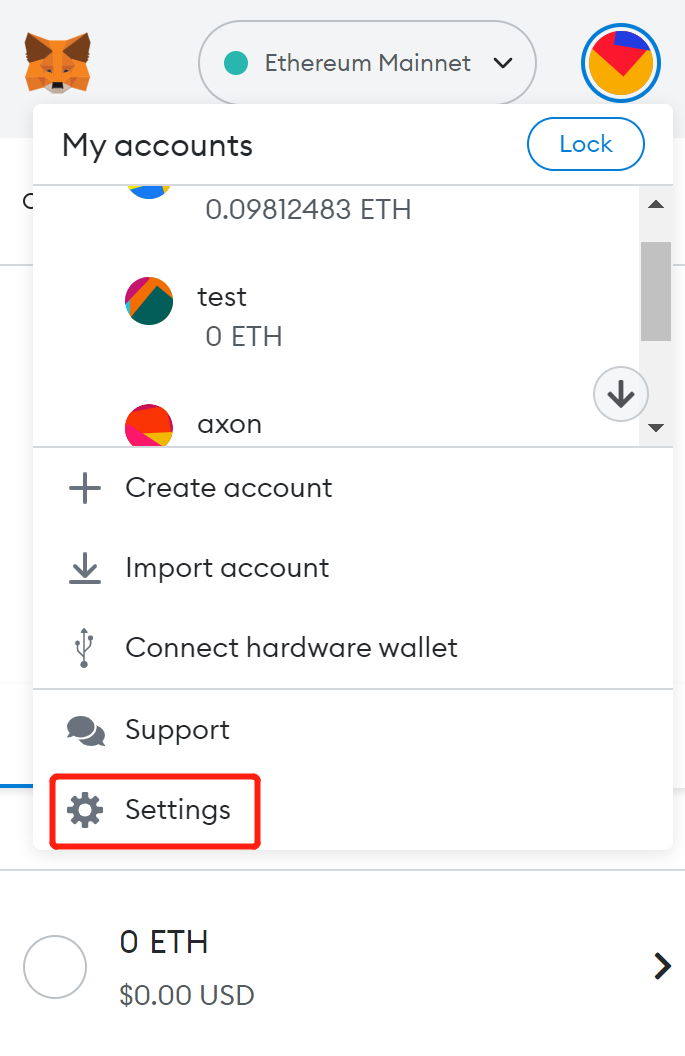 Ethereum Mainnet
My accounts
Lock
0.09812483 ETH
test
0 ETH
axon
Create account
Import account
Connect hardware wallet
Support
Settings
0 ETH
$0.00 USD